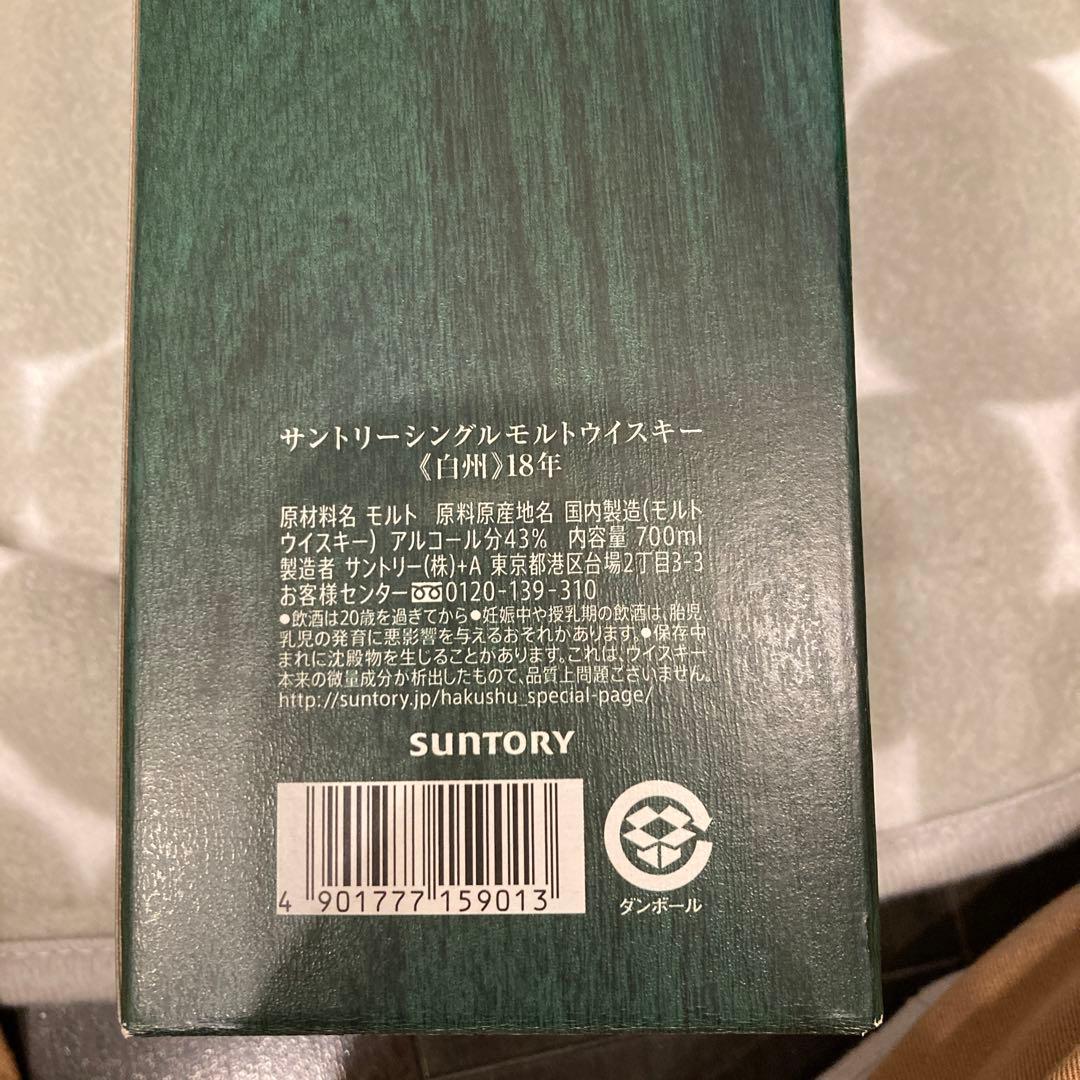 サントリーシングルモルトウイスキー
《白州》18年
原材料名 モルト 原料原産地名 国内製造(モルト
ウイスキー) アルコール分43% 内容量 700ml
製造者 サントリー(株)+A 東京都港区台場2丁目3-3
お客様センター 0120-139-310
●飲酒は20歳を過ぎてから●妊娠中や授乳期の飲酒は、胎児・
乳児の発育に悪影響を与えるおそれがあります。●保存中
まれに沈殿物を生じることがあります。これは、ウイスキー
本来の微量成分が析出したもので、品質上問題ございません。
http://suntory.jp/hakushu_special-page/
SUNTORY
4 901777 159013
ダンボール